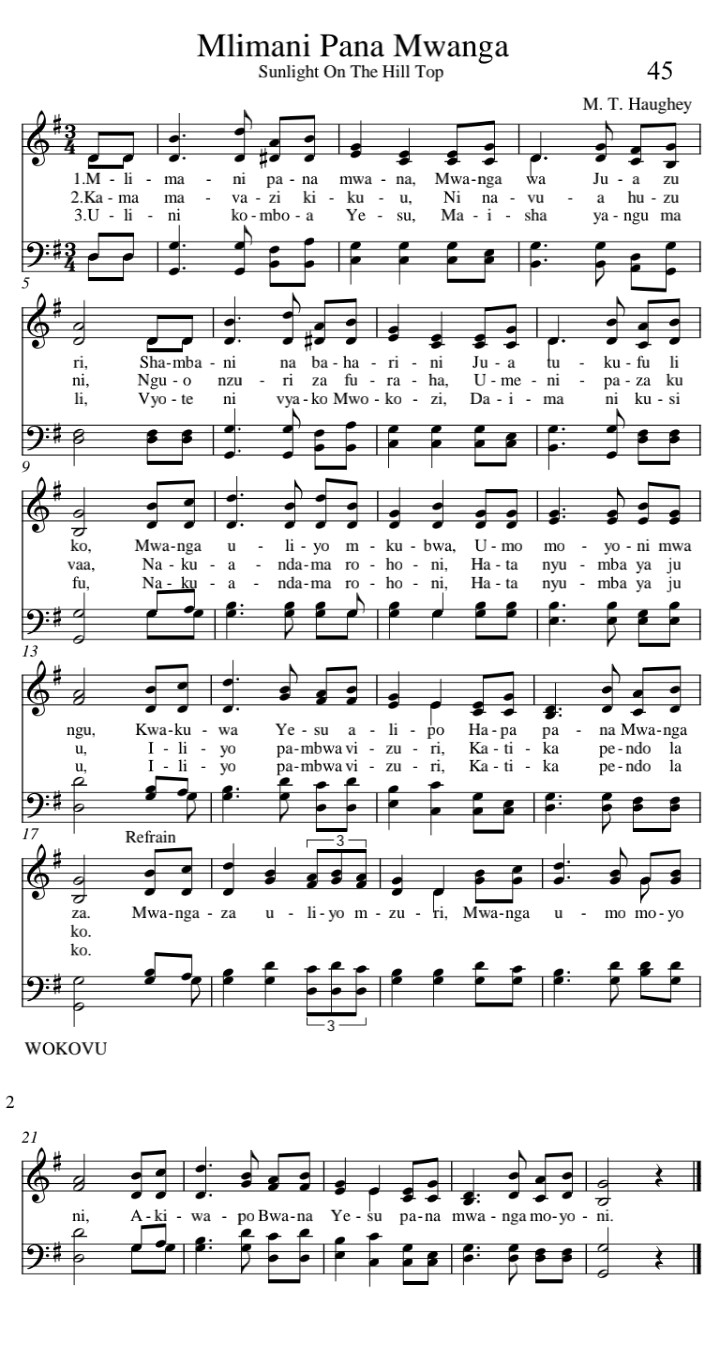 Mlimani Pana Mwanga
Sunlight On The Hill Top
45
M. T. Haughey
3
4
1.M - li - ma - ni pa - na mwa - na, Mwa - nga wa Ju - a zu
2.Ka - ma ma - va - zi ki - ku - u, Ni na - vu - a hu - zu
3.U - li - ni ko - mbo - a Ye - su, Ma - i - sha ya - ngu ma
3
4
5
ri, Sha - mba - ni na ba - ha - ri - ni Ju - a tu - ku - fu li
ni, Ngu - o nzu - ri za fu - ra - ha, U - me - ni - pa - za ku
li, Vyo - te ni vya - ko Mwo - ko - zi, Da - i - ma ni ku - si
9
ko, Mwa - nga u - li - yo m - ku - bwa, U - mo mo - yo - ni mwa
vaa, Na - ku - a - nda - ma ro - ho - ni, Ha - ta nyu - mba ya ju
fu, Na - ku - a - nda - ma ro - ho - ni, Ha - ta nyu - mba ya ju
13
ngu, Kwa - ku - wa Ye - su a - li - po Ha - pa pa - na Mwa - nga
u, I - li - yo pa - mbwa vi - zu - ri, Ka - ti - ka pe - ndo la
u, I - li - yo pa - mbwa vi - zu - ri, Ka - ti - ka pe - ndo la
17
Refrain
3
za. Mwa - nga - za u - li - yo m - zu - ri, Mwa - nga u - mo mo - yo
ko.
ko.
3
WOKOVU
2
21
ni, A - ki - wa - po Bwa - na Ye - su pa - na mwa - nga mo - yo - ni.